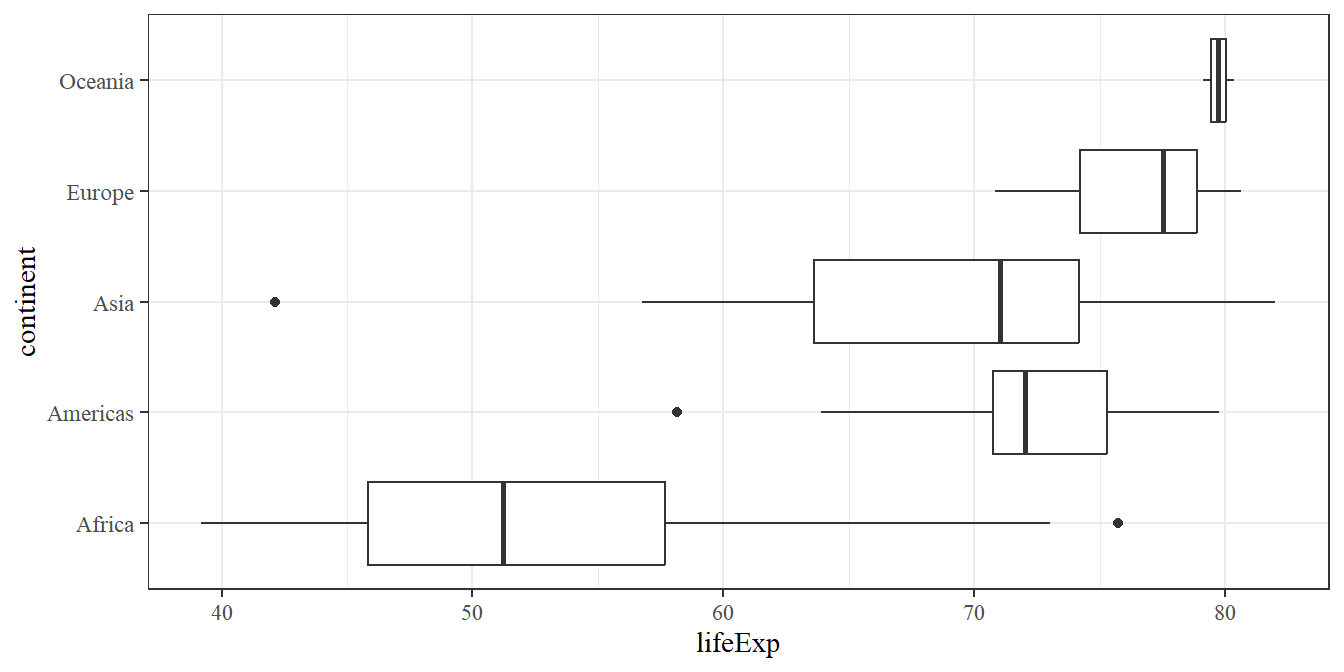 Oceania
Europe
Asia
Americas
Africa
continent
40 50 60 70 80
lifeExp